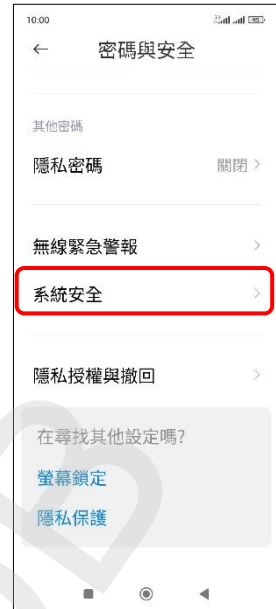 10:00
密碼與安全
其他密碼
隱私密碼
關閉
無線緊急警報
系統安全
隱私授權與撤回
在尋找其他設定嗎?
螢幕鎖定
隱私保護